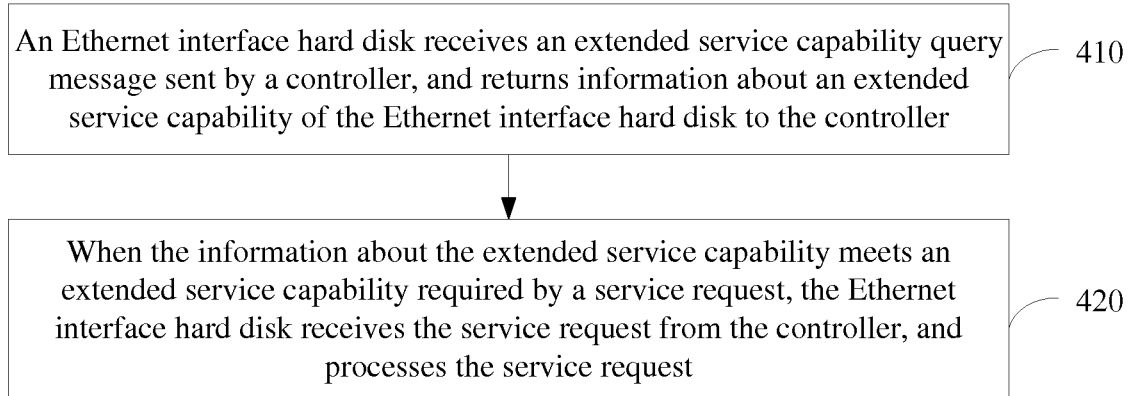 An Ethernet interface hard disk receives an extended service capability query
message sent by a controller, and returns information about an extended
service capability of the Ethernet interface hard disk to the controller
410
When the information about the extended service capability meets an
extended service capability required by a service request, the Ethernet
interface hard disk receives the service request from the controller, and
processes the service request
420